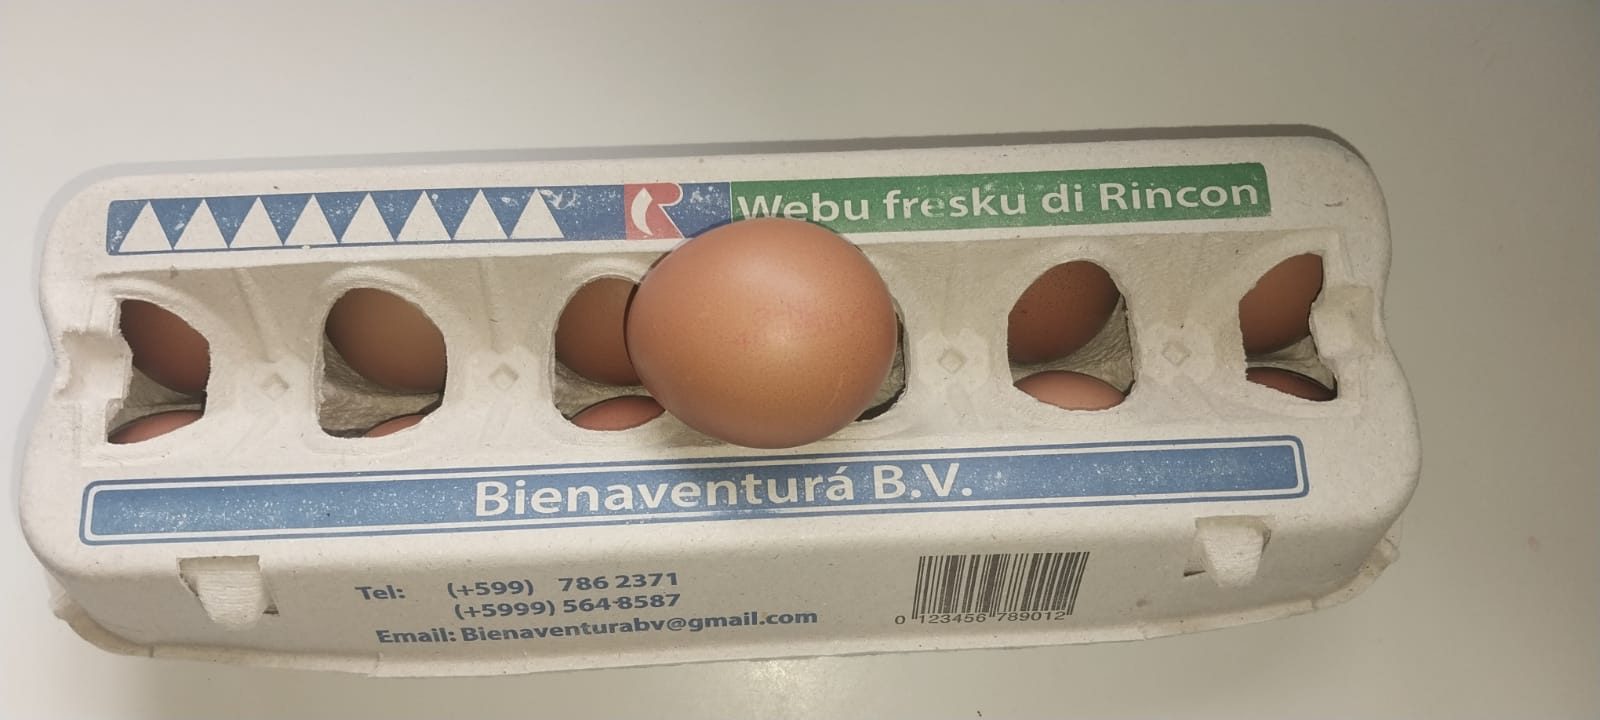 R Webu fresku di Rincon
Bienaventurá B.V.
Tel: (+599) 786 2371
(+5999) 564-8587
Email: Bienaventurabv@gmail.com
0 123456 789012